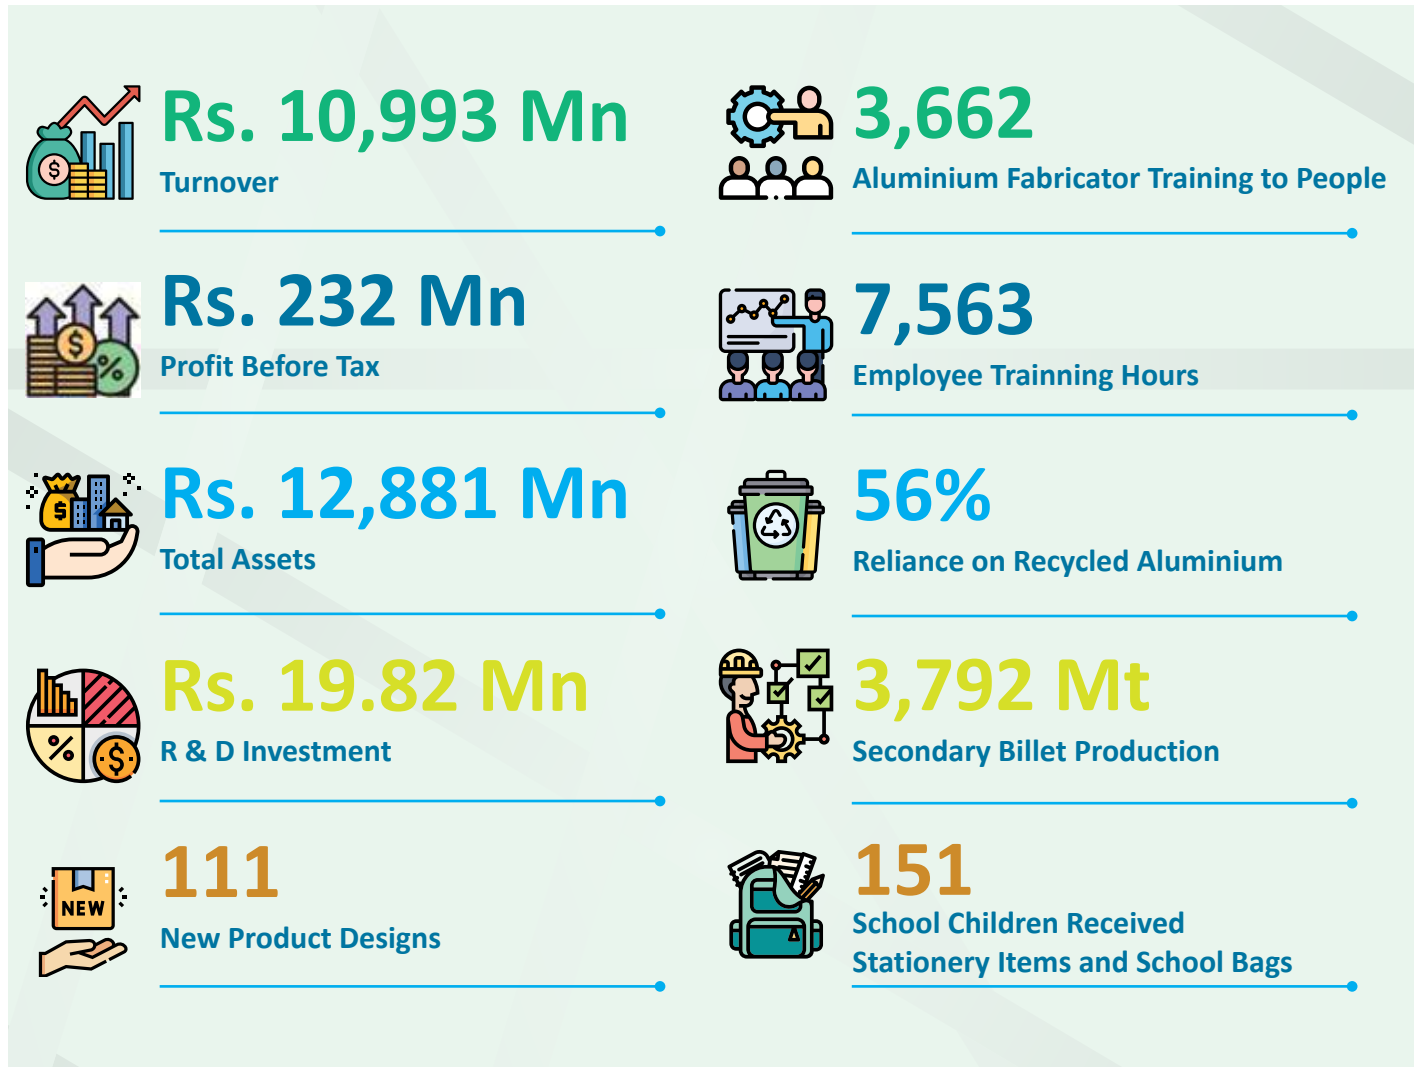 Rs. 10,993 Mn
Turnover
Rs. 232 Mn
Profit Before Tax
Rs. 12,881 Mn
Total Assets
Rs. 19.82 Mn
R & D Investment
NEW
111
New Product Designs
3,662
Aluminium Fabricator Training to People
7,563
Employee Trainning Hours
56%
Reliance on Recycled Aluminium
3,792 Mt
Secondary Billet Production
151
School Children Received
Stationery Items and School Bags